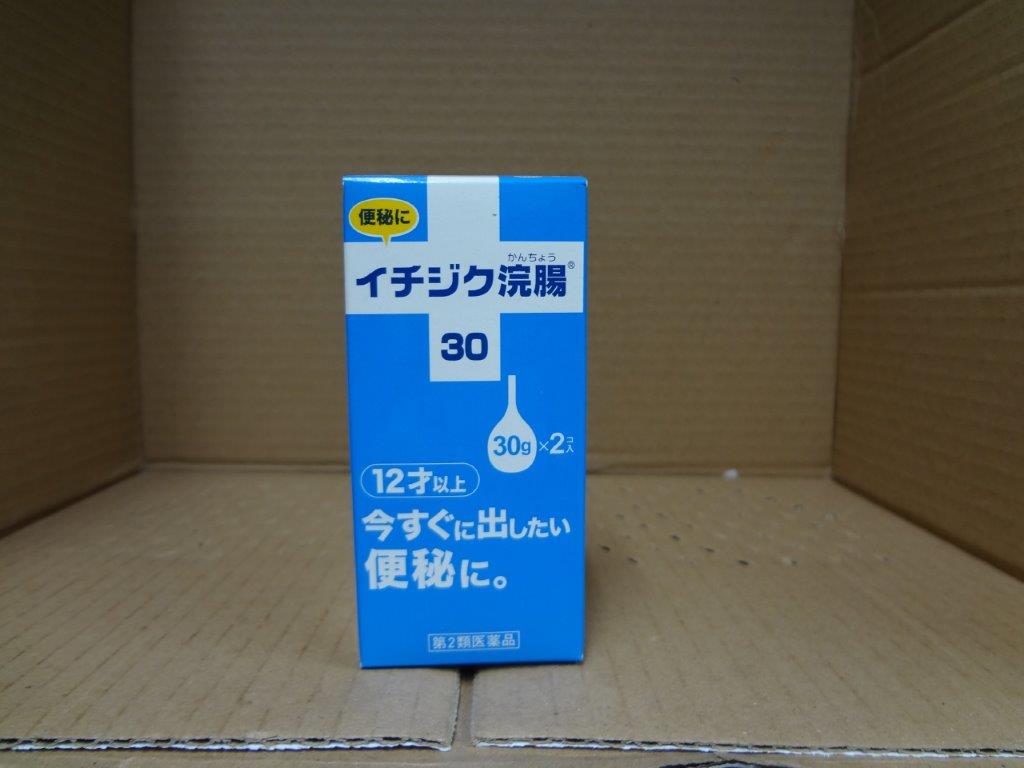 便秘に
かんちょう
イチジク浣腸®
30
30g×2コ入
12才以上
今すぐに出したい
便秘に。
第2類医薬品